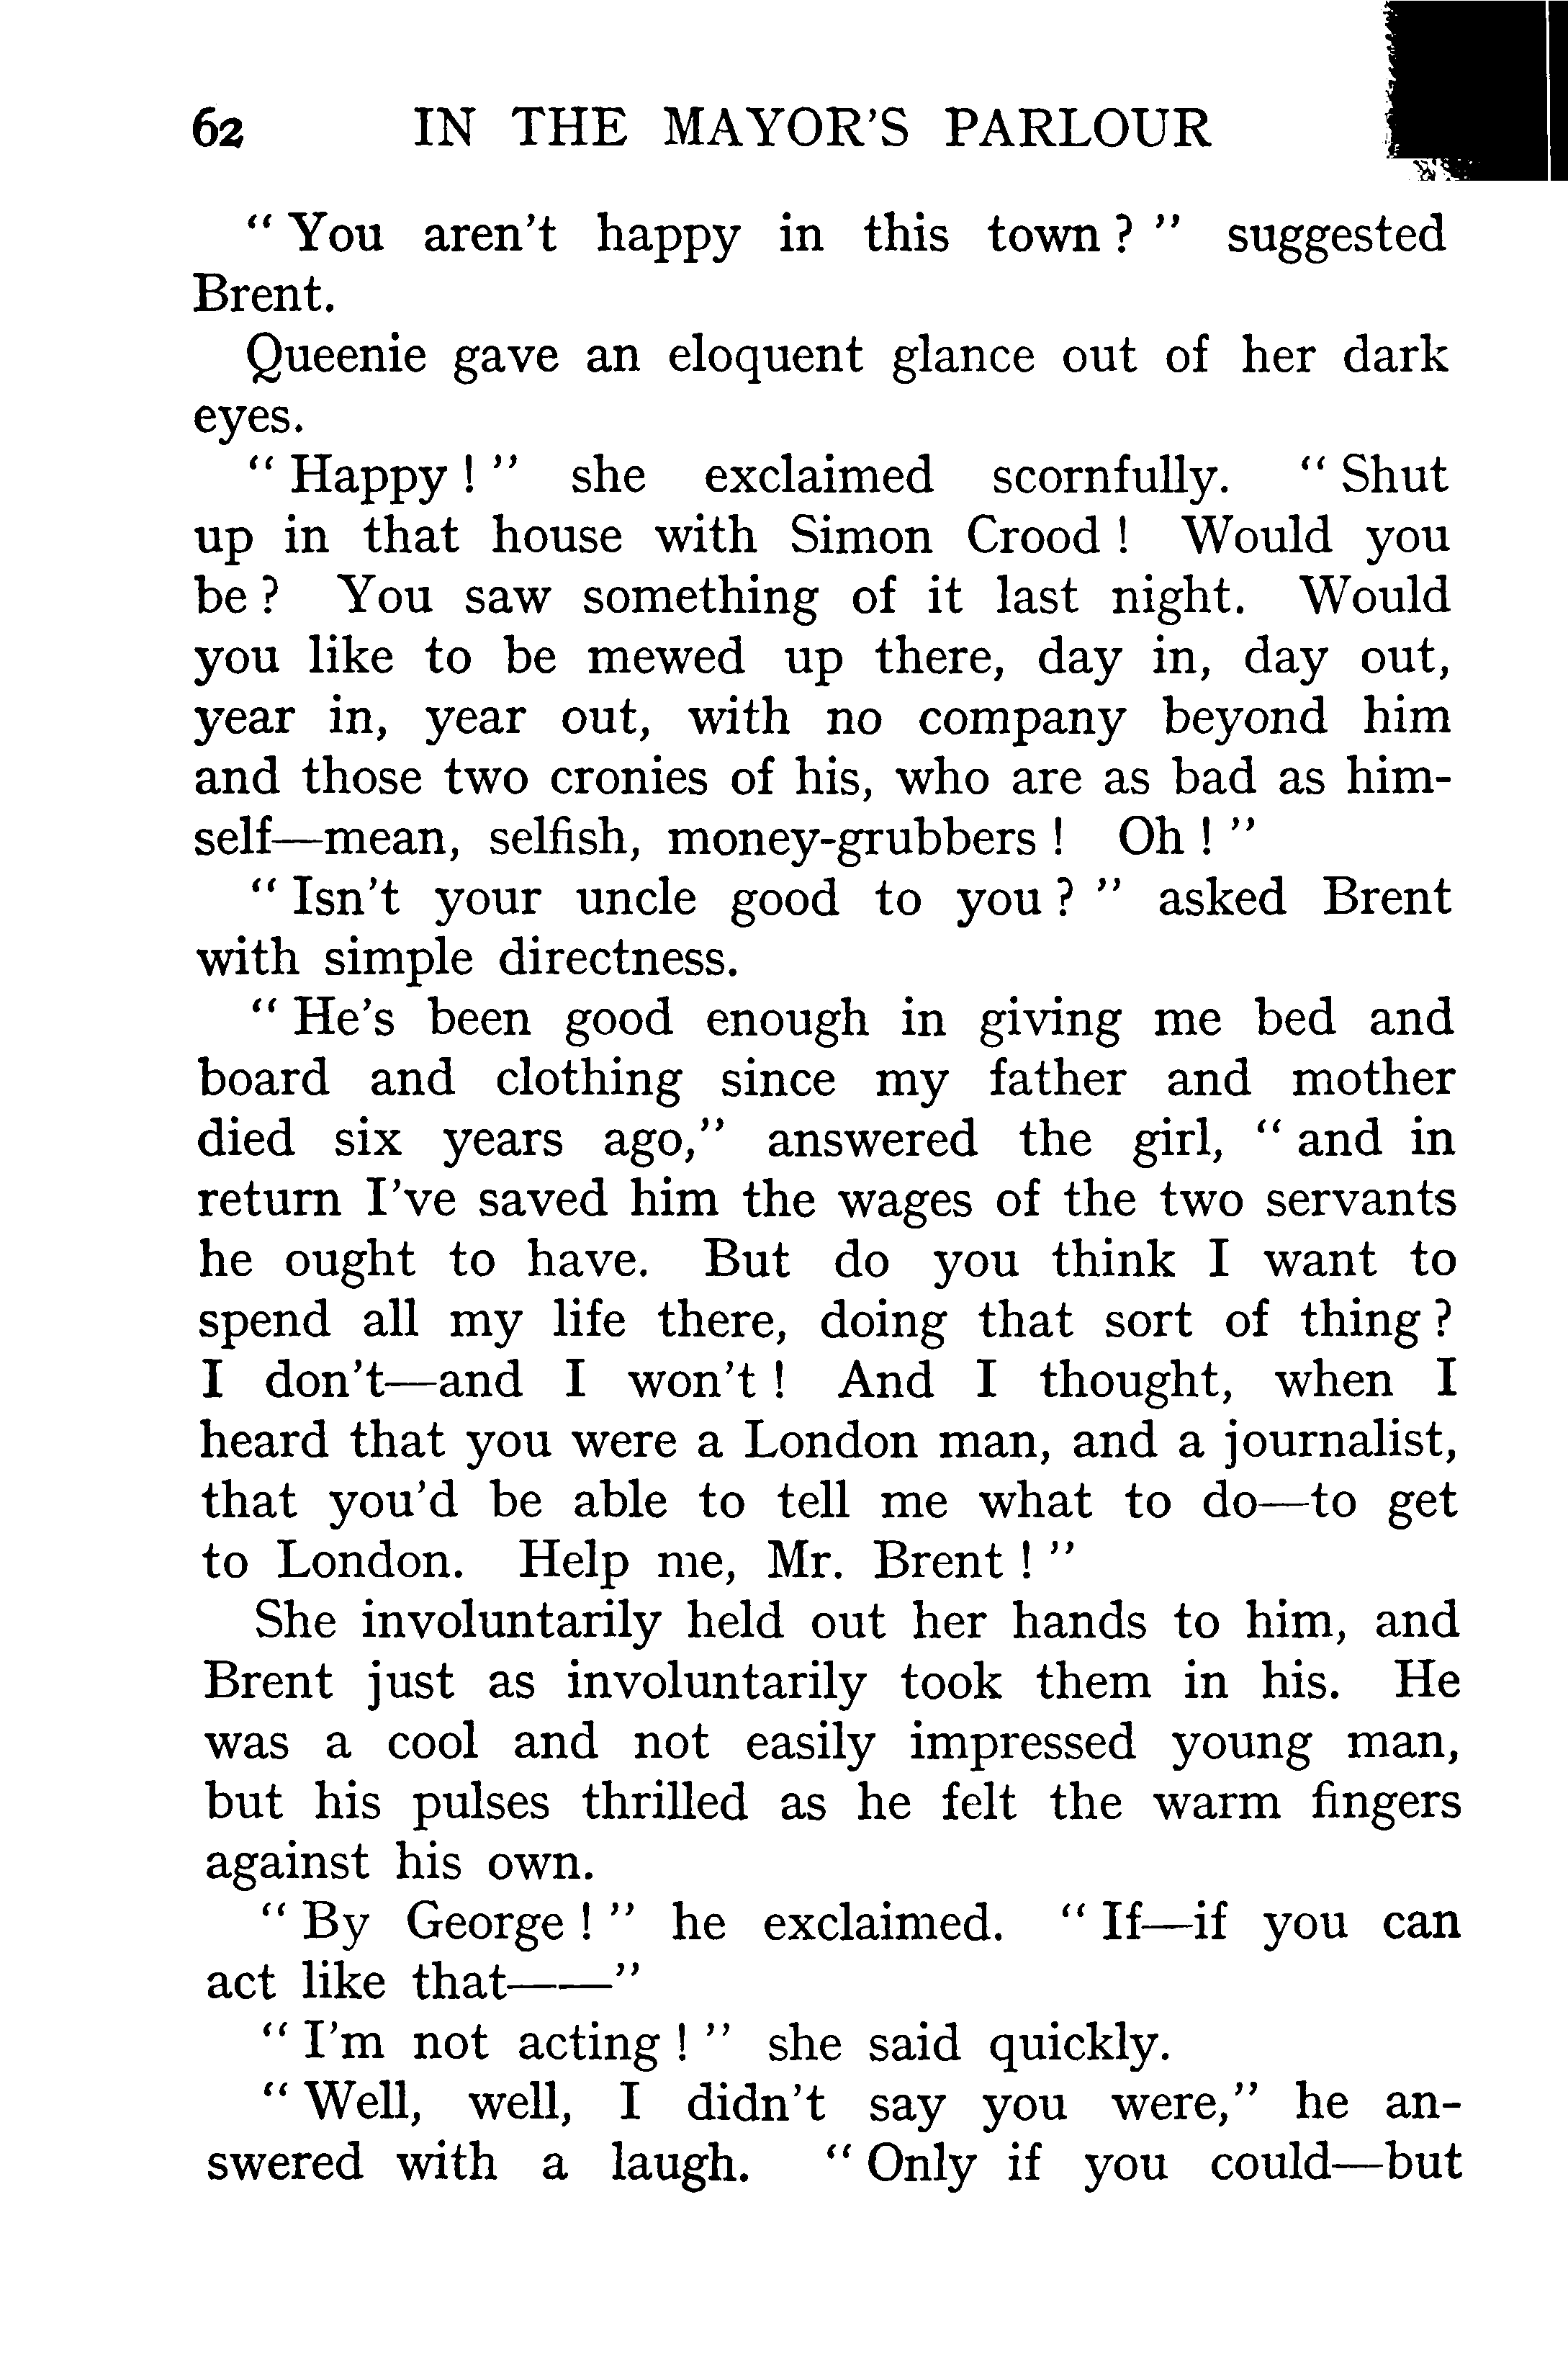 62 IN THE MAYOR'S PARLOUR
“ You aren't happy in this town ? ” suggested
Brent.
Queenie gave an eloquent glance out of her dark
eyes.
“ Happy ! ” she exclaimed scornfully. “ Shut
up in that house with Simon Crood ! Would you
be ? You saw something of it last night. Would
you like to be mewed up there, day in, day out,
year in, year out, with no company beyond him
and those two cronies of his, who are as bad as him-
self—mean, selfish, money-grubbers ! Oh ! ”
“ Isn't your uncle good to you ? ” asked Brent
with simple directness.
“ He's been good enough in giving me bed and
board and clothing since my father and mother
died six years ago,” answered the girl, “ and in
return I've saved him the wages of the two servants
he ought to have. But do you think I want to
spend all my life there, doing that sort of thing ?
I don't—and I won't ! And I thought, when I
heard that you were a London man, and a journalist,
that you'd be able to tell me what to do—to get
to London. Help me, Mr. Brent ! ”
She involuntarily held out her hands to him, and
Brent just as involuntarily took them in his. He
was a cool and not easily impressed young man,
but his pulses thrilled as he felt the warm fingers
against his own.
“ By George ! ” he exclaimed. “ If—if you can
act like that——”
“ I'm not acting ! ” she said quickly.
“ Well, well, I didn't say you were,” he an-
swered with a laugh. “ Only if you could—but